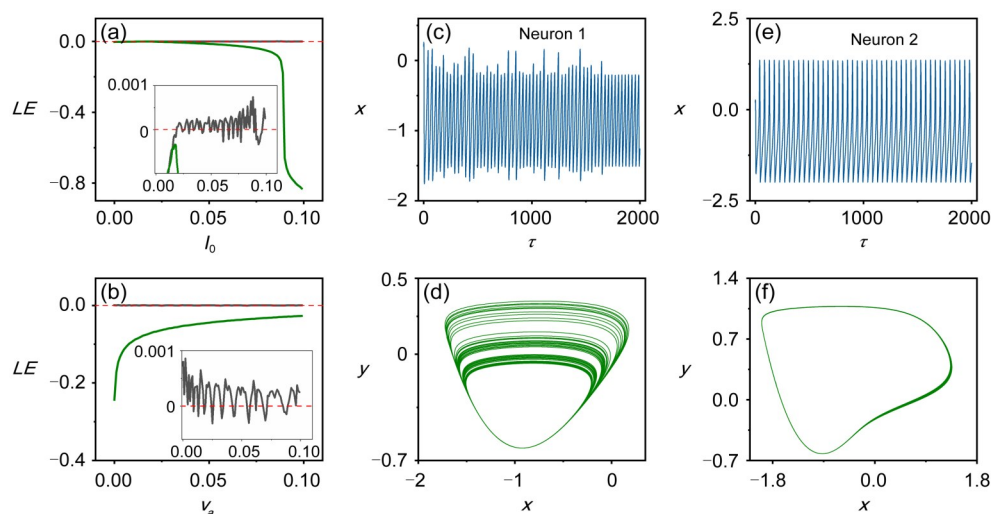 (a)
0.0
−0.4
−0.8
LE
0.001
0
0.00 0.05 0.10
0.00 0.05 0.10
I0
(c)
Neuron 1
0
−1
−2
x
0 1000 2000
τ
(e)
Neuron 2
2.5
0.0
−2.5
x
0 1000 2000
τ
(b)
0.0
−0.2
−0.4
LE
0.001
0
0.00 0.05 0.10
0.00 0.05 0.10
va
(d)
0.5
0
−0.7
y
−2 −1 0
x
(f)
1.4
0.7
0.0
−0.7
y
−1.8 0.0 1.8
x